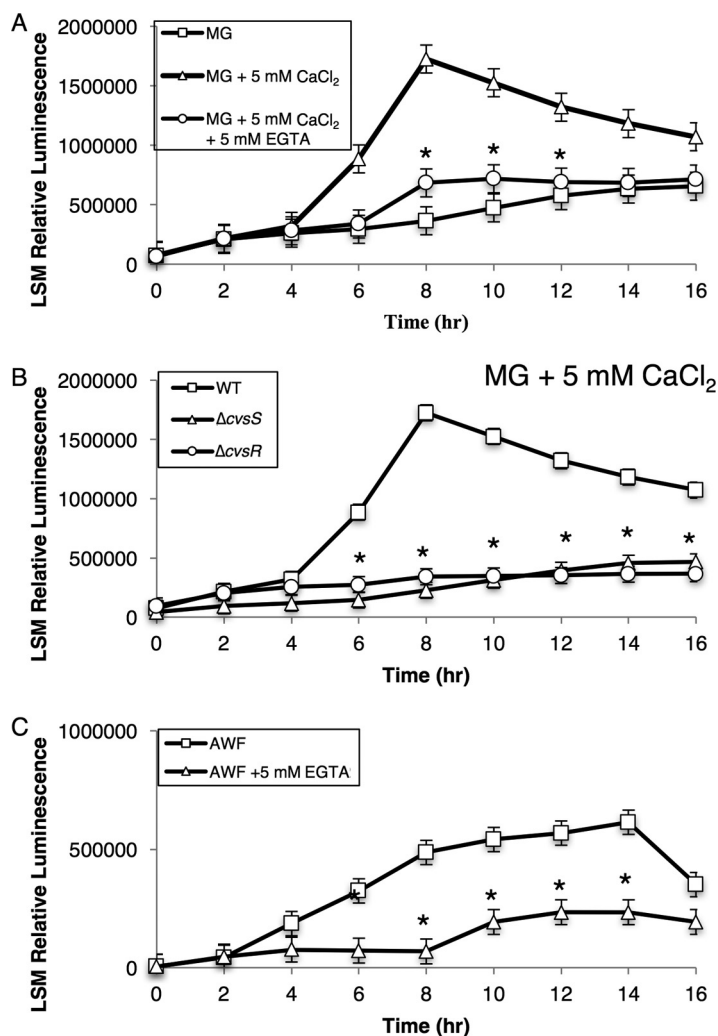 A
LSM Relative Luminescence
2000000
1500000
1000000
500000
0
MG
MG + 5 mM CaCl₂
MG + 5 mM CaCl₂
+ 5 mM EGTA
* * *
0 2 4 6 8 10 12 14 16
Time (hr)
B
MG + 5 mM CaCl₂
LSM Relative Luminescence
2000000
1500000
1000000
500000
0
WT
ΔcvsS
ΔcvsR
* * * * * *
0 2 4 6 8 10 12 14 16
Time (hr)
C
LSM Relative Luminescence
1000000
500000
0
AWF
AWF +5 mM EGTA
* * * * *
0 2 4 6 8 10 12 14 16
Time (hr)